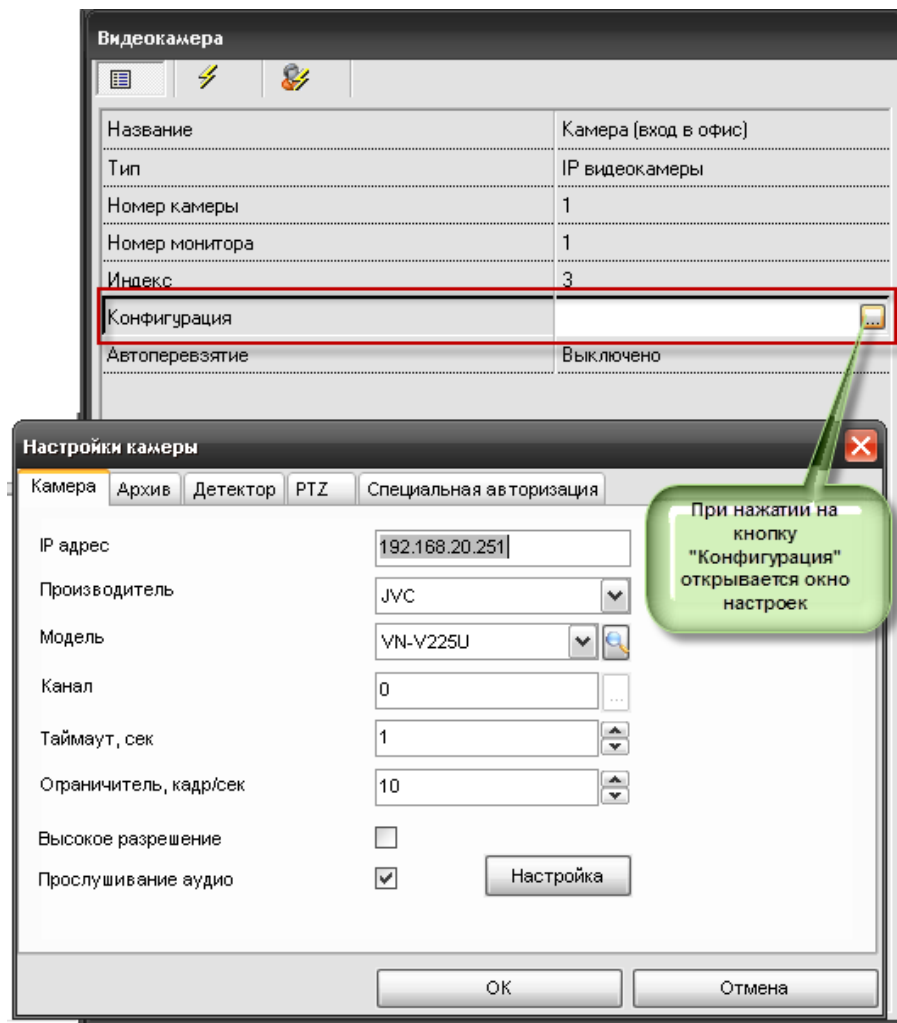 Видеокамера
Название Камера (вход в офис)
Тип IP видеокамеры
Номер камеры 1
Номер монитора 1
Индекс 3
Конфигурация ...
Автоперевзятие Выключено
Настройки камеры
Камера Архив Детектор PTZ Специальная авторизация
При нажатии на
кнопку
"Конфигурация"
открывается окно
настроек
IP адрес 192.168.20.251
Производитель JVC
Модель VN-V225U
Канал 0 ...
Таймаут, сек 1
Ограничитель, кадр/сек 10
Высокое разрешение
Прослушивание аудио Настройка
ОК Отмена